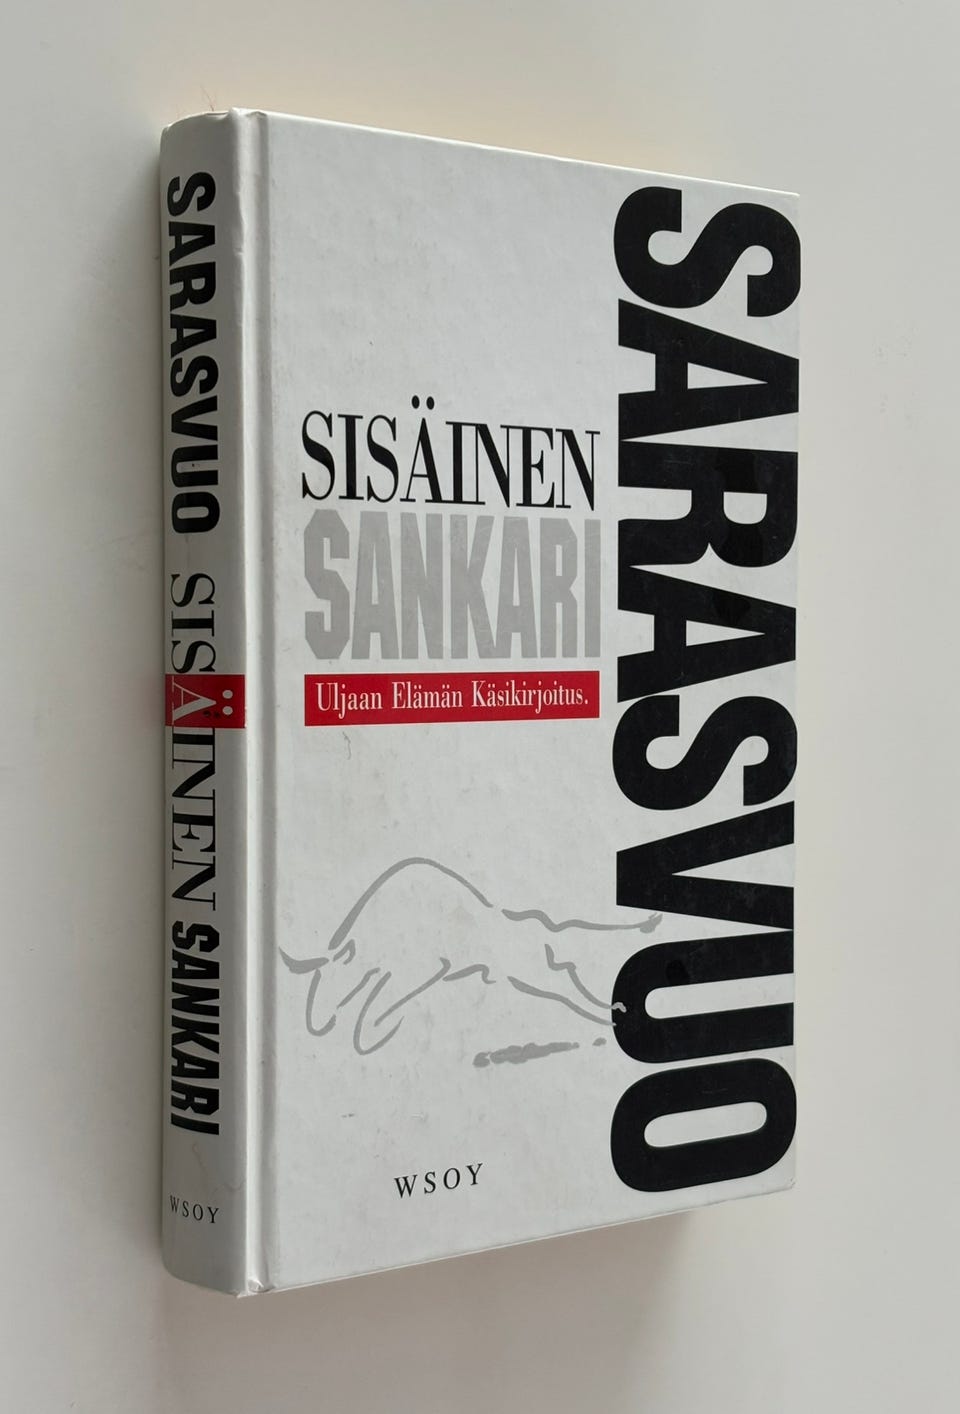 SARASVUO SISÄINEN SANKARI
WSOY
SISÄINEN
SANKARI
Uljaan Elämän Käsikirjoitus.
SARASVUO
WSOY